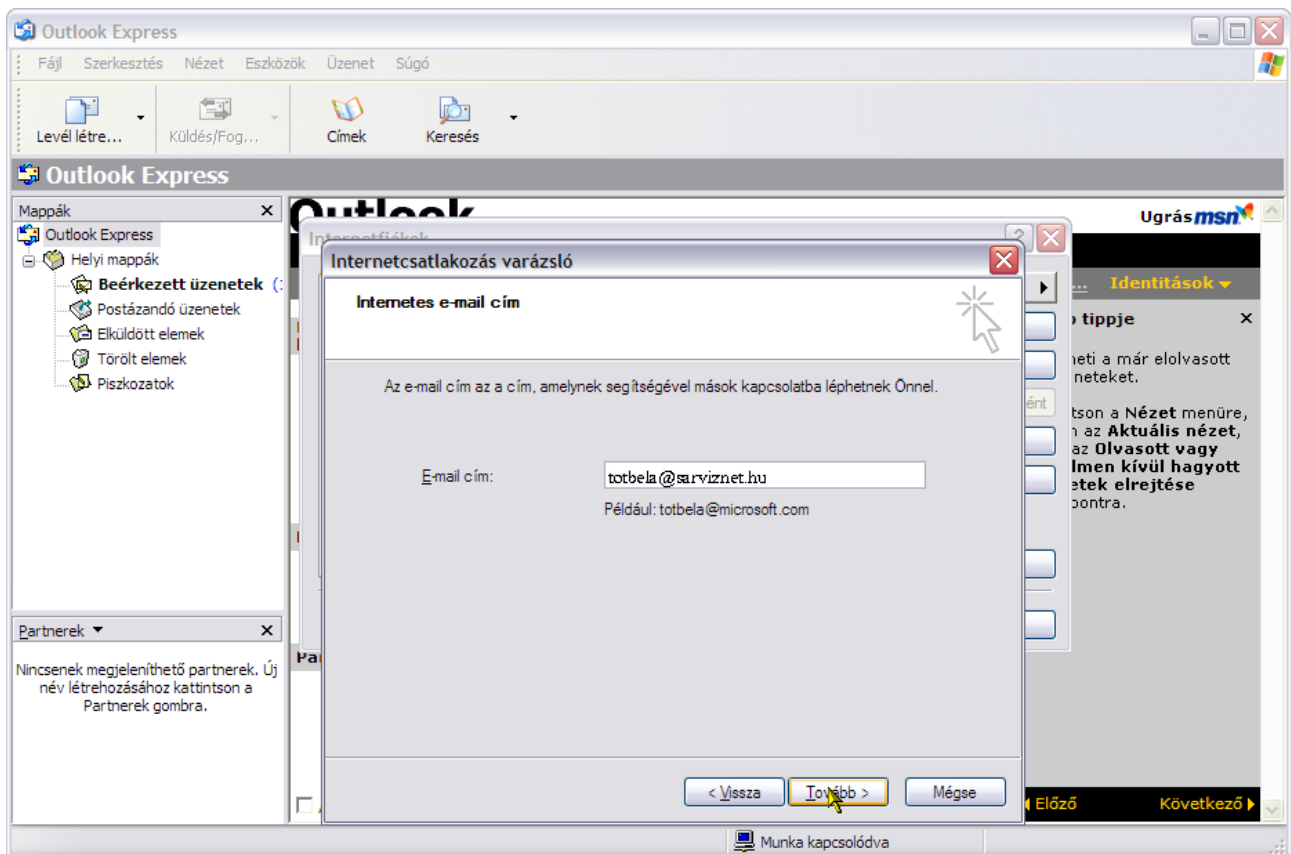 Outlook Express
Fájl Szerkesztés Nézet Eszközök Üzenet Súgó
Levél létre... Küldés/Fog... Címek Keresés
Outlook Express
Mappák
Outlook Express
Helyi mappák
Beérkezett üzenetek (
Postázandó üzenetek
Elküldött elemek
Törölt elemek
Piszkozatok
Partnerek
Nincsenek megjeleníthető partnerek. Új
név létrehozásához kattintson a
Partnerek gombra.
Outlook
Ugrás msn
Identitások
Internetfiókok
Internetcsatlakozás varázsló
Internetes e-mail cím
Az e-mail cím az a cím, amelynek segítségével mások kapcsolatba léphetnek Önnel.
E-mail cím: totbela@sarviznet.hu
Például: totbela@microsoft.com
< Vissza Tovább > Mégse
ént
tippje
heti a már elolvasott
neteket.
tson a Nézet menüre,
az Aktuális nézet,
az Olvasott vagy
lmen kívül hagyott
etek elrejtése
pontra.
Előző Következő
Munka kapcsolódva